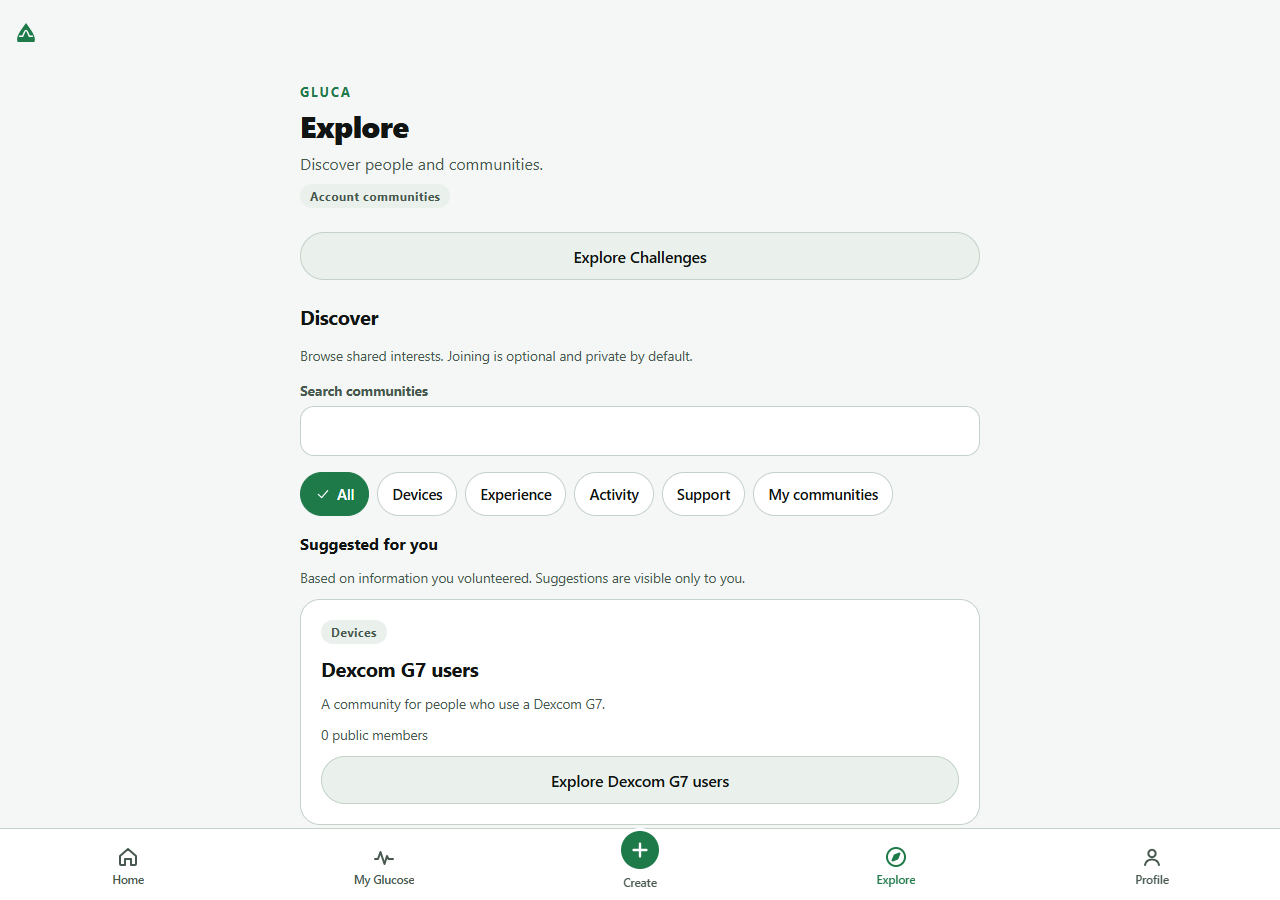 GLUCA
Explore
Discover people and communities.
Account communities
Explore Challenges
Discover
Browse shared interests. Joining is optional and private by default.
Search communities
All
Devices
Experience
Activity
Support
My communities
Suggested for you
Based on information you volunteered. Suggestions are visible only to you.
Devices
Dexcom G7 users
A community for people who use a Dexcom G7.
0 public members
Explore Dexcom G7 users
Home
My Glucose
Create
Explore
Profile